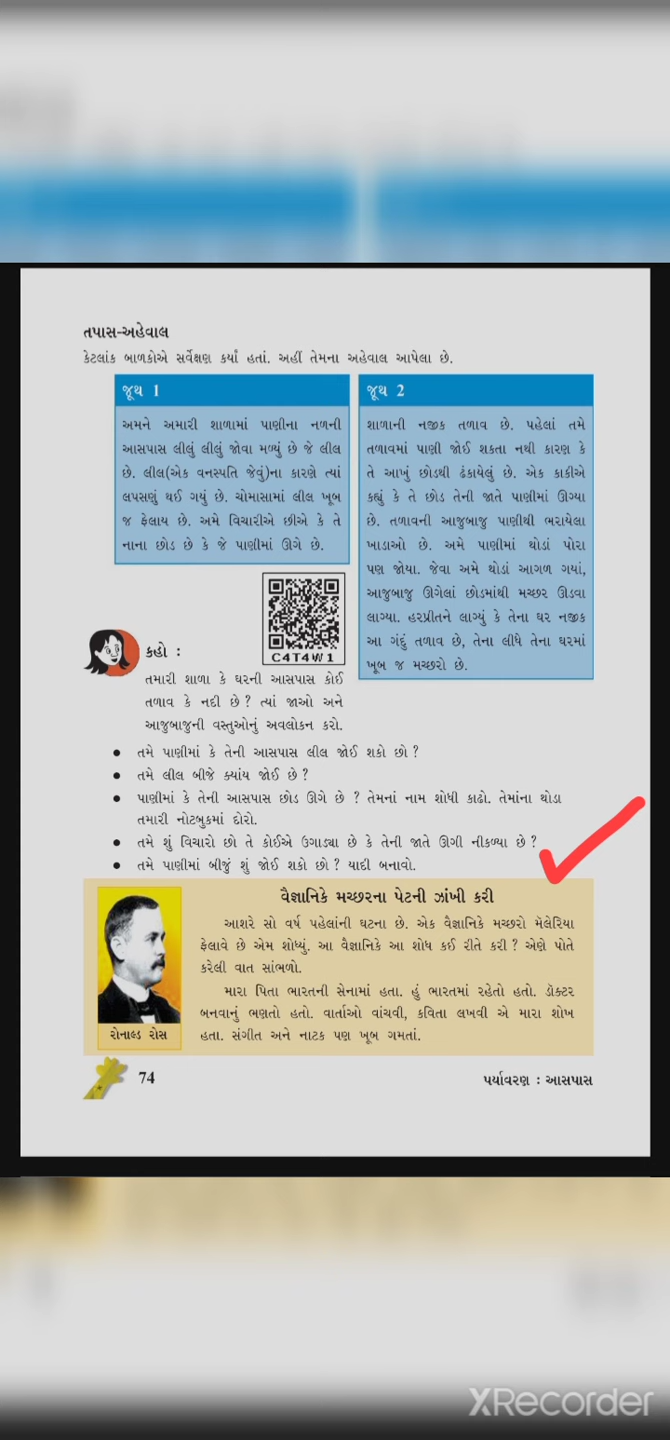 તપાસ-અહેવાલ
કેટલાંક બાળકોએ સર્વેક્ષણ કર્યાં હતાં. અહીં તેમના અહેવાલ આપેલા છે.
જૂથ 1
અમને અમારી શાળામાં પાણીના નળની
આસપાસ લીલું લીલું જોવા મળ્યું છે જે લીલ
છે. લીલ(એક વનસ્પતિ જેવું)ના કારણે ત્યાં
લપસણું થઈ ગયું છે. ચોમાસામાં લીલ ખૂબ
જ ફેલાય છે. અમે વિચારીએ છીએ કે તે
નાના છોડ છે કે જે પાણીમાં ઊગે છે.
જૂથ 2
શાળાની નજીક તળાવ છે. પહેલાં તમે
તળાવમાં પાણી જોઈ શકતા નથી કારણ કે
તે આખું છોડથી ઢંકાયેલું છે. એક કાકીએ
કહ્યું કે તે છોડ તેની જાતે પાણીમાં ઊગ્યા
છે. તળાવની આજુબાજુ પાણીથી ભરાયેલા
ખાડાઓ છે. અમે પાણીમાં થોડાં પોરા
પણ જોયા. જેવા અમે થોડાં આગળ ગયાં,
આજુબાજુ ઊગેલાં છોડમાંથી મચ્છર ઊડવા
લાગ્યા. હરપ્રીતને લાગ્યું કે તેના ઘર નજીક
આ ગંદું તળાવ છે, તેના લીધે તેના ઘરમાં
ખૂબ જ મચ્છરો છે.
C4T4W1
કહો :
તમારી શાળા કે ઘરની આસપાસ કોઈ
તળાવ કે નદી છે ? ત્યાં જાઓ અને
આજુબાજુની વસ્તુઓનું અવલોકન કરો.
● તમે પાણીમાં કે તેની આસપાસ લીલ જોઈ શકો છો ?
● તમે લીલ બીજે ક્યાંય જોઈ છે ?
● પાણીમાં કે તેની આસપાસ છોડ ઊગે છે ? તેમનાં નામ શોધી કાઢો. તેમાંના થોડા
તમારી નોટબુકમાં દોરો.
● તમે શું વિચારો છો તે કોઈએ ઉગાડ્યા છે કે તેની જાતે ઊગી નીકળ્યા છે ?
● તમે પાણીમાં બીજું શું જોઈ શકો છો ? યાદી બનાવો.
વૈજ્ઞાનિકે મચ્છરના પેટની ઝાંખી કરી
આશરે સો વર્ષ પહેલાંની ઘટના છે. એક વૈજ્ઞાનિકે મચ્છરો મૅલેરિયા
ફેલાવે છે એમ શોધ્યું. આ વૈજ્ઞાનિકે આ શોધ કઈ રીતે કરી ? એણે પોતે
કરેલી વાત સાંભળો.
મારા પિતા ભારતની સેનામાં હતા. હું ભારતમાં રહેતો હતો. ડૉક્ટર
બનવાનું ભણતો હતો. વાર્તાઓ વાંચવી, કવિતા લખવી એ મારા શોખ
હતા. સંગીત અને નાટક પણ ખૂબ ગમતાં.
રોનાલ્ડ રોસ
74
પર્યાવરણ : આસપાસ
XRecorder